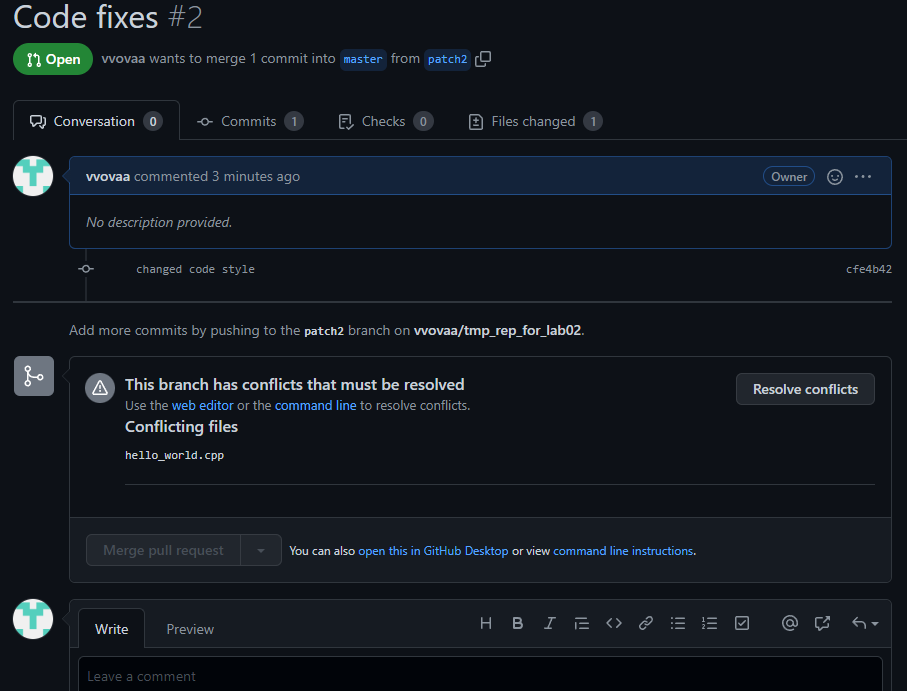 Code fixes #2
Open vvovaa wants to merge 1 commit into master from patch2
Conversation 0 Commits 1 Checks 0 Files changed 1
vvovaa commented 3 minutes ago Owner
No description provided.
changed code style cfe4b42
Add more commits by pushing to the patch2 branch on vvovaa/tmp_rep_for_lab02.
This branch has conflicts that must be resolved Resolve conflicts
Use the web editor or the command line to resolve conflicts.
Conflicting files
hello_world.cpp
Merge pull request You can also open this in GitHub Desktop or view command line instructions.
Write Preview
Leave a comment